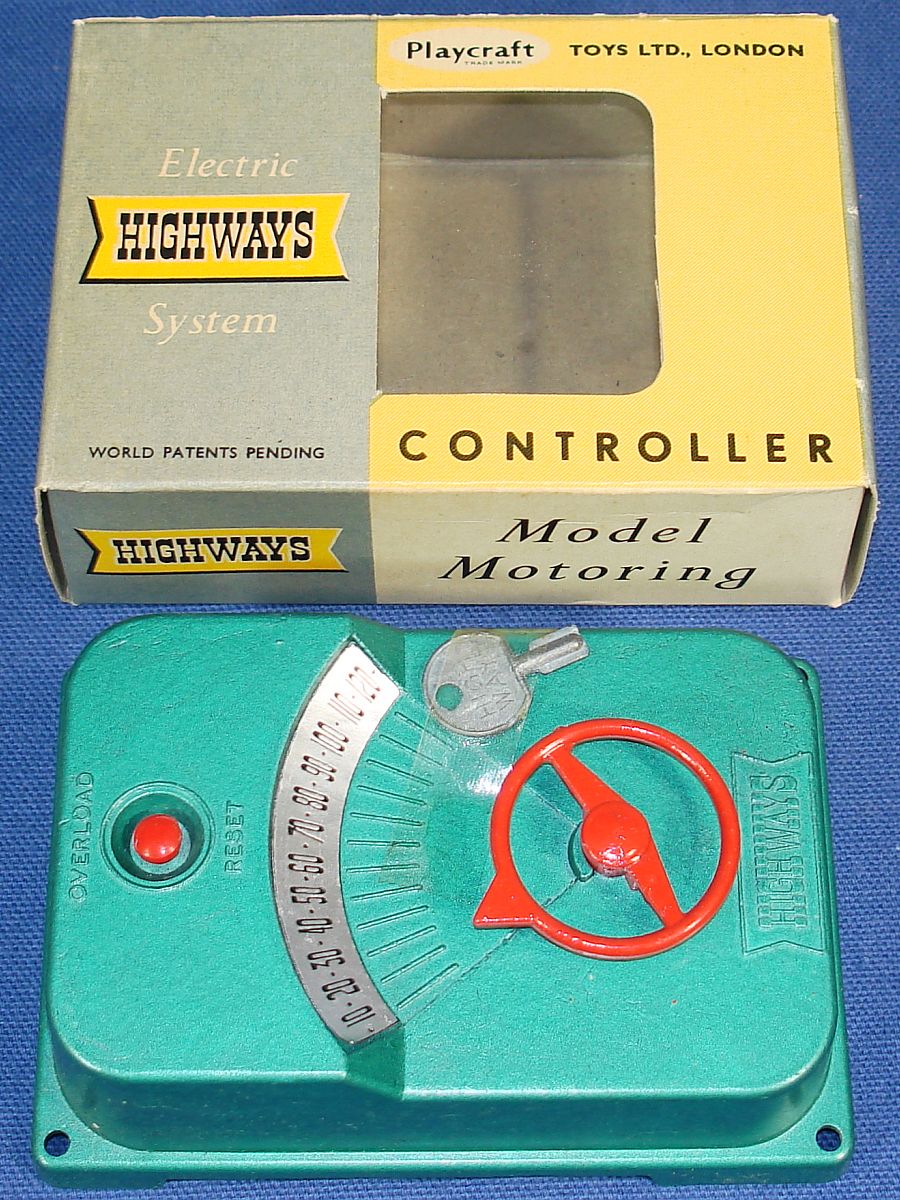 Playcraft
TRADE MARK
TOYS LTD., LONDON
Electric
HIGHWAYS
System
WORLD PATENTS PENDING
CONTROLLER
HIGHWAYS
Model
Motoring
OVERLOAD
RESET
10·20·30·40·50·60·70·80·90·100·110·120
HIGHWAYS